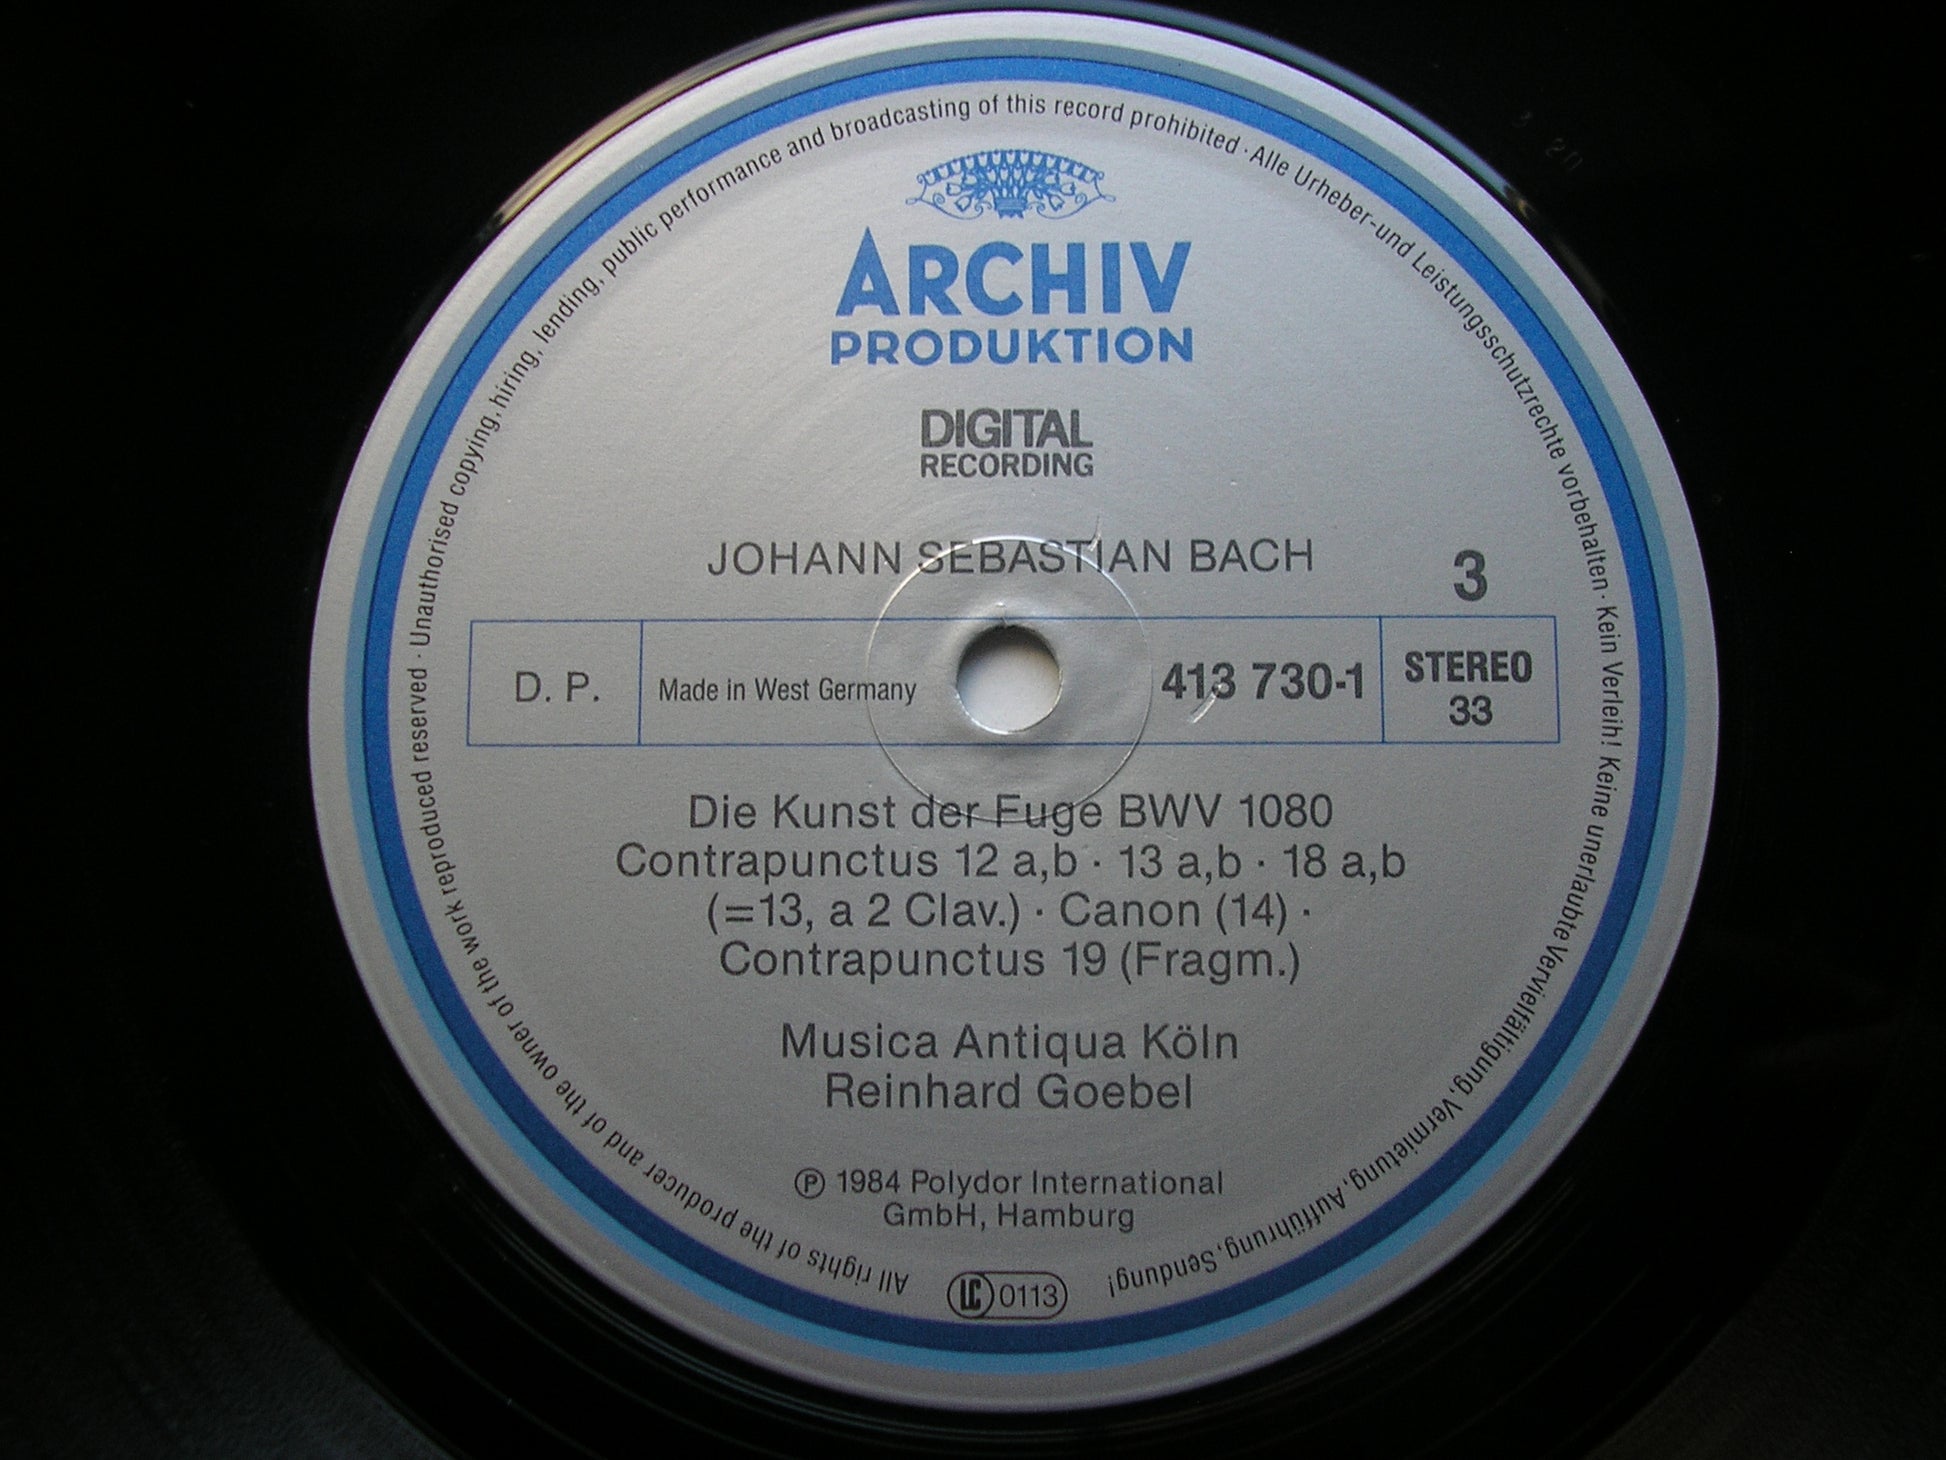 All rights of the producer and of the owner of the work reproduced reserved · Unauthorised copying, hiring, lending, public performance and broadcasting of this record prohibited · Alle Urheber-und Leistungsschutzrechte vorbehalten · Kein Verleih! Keine unerlaubte Vervielfältigung, Vermietung, Aufführung, Sendung!
ARCHIV
PRODUKTION
DIGITAL
RECORDING
JOHANN SEBASTIAN BACH
3
D. P. Made in West Germany 413 730-1 STEREO
33
Die Kunst der Fuge BWV 1080
Contrapunctus 12 a,b · 13 a,b · 18 a,b
(=13, a 2 Clav.) · Canon (14) ·
Contrapunctus 19 (Fragm.)
Musica Antiqua Köln
Reinhard Goebel
℗ 1984 Polydor International
GmbH, Hamburg
LC 0113